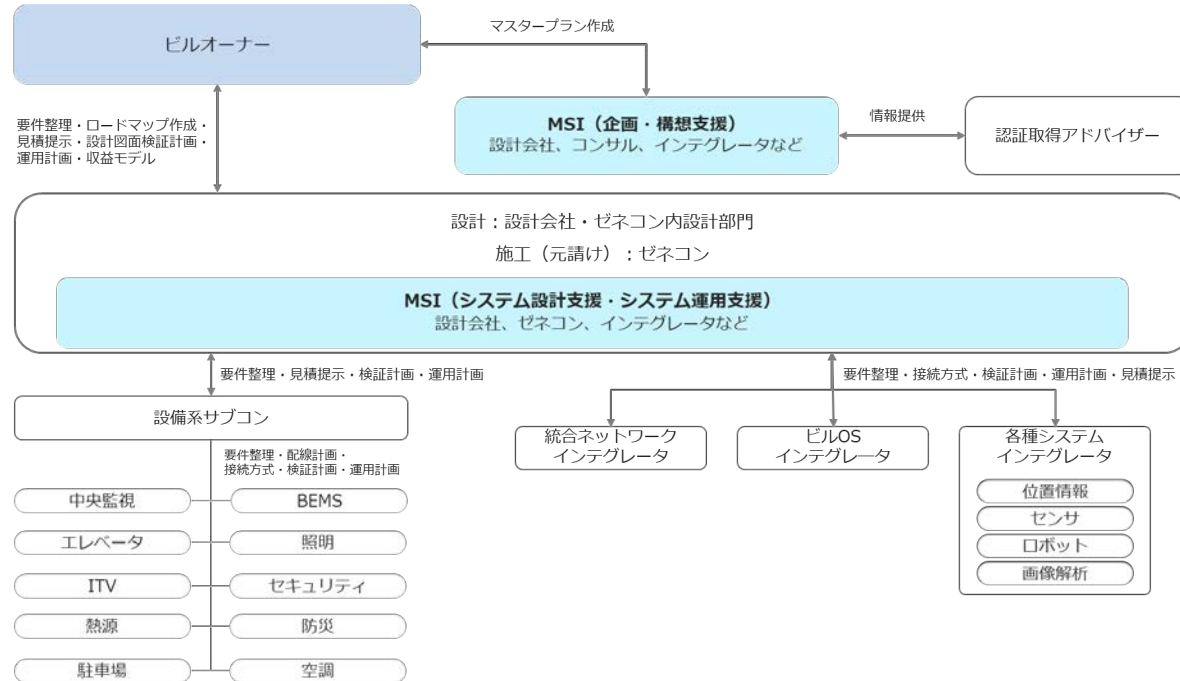 マスタープラン作成
ビルオーナー
MSI（企画・構想支援）
設計会社、コンサル、インテグレータなど
情報提供
認証取得アドバイザー
要件整理・ロードマップ作成・
見積提示・設計図面検証計画・
運用計画・収益モデル
設計：設計会社・ゼネコン内設計部門
施工（元請け）：ゼネコン
MSI（システム設計支援・システム運用支援）
設計会社、ゼネコン、インテグレータなど
要件整理・見積提示・検証計画・運用計画
要件整理・接続方式・検証計画・運用計画・見積提示
設備系サブコン
要件整理・配線計画・
接続方式・検証計画・運用計画
中央監視
BEMS
エレベータ
照明
ITV
セキュリティ
熱源
防災
駐車場
空調
統合ネットワーク
インテグレータ
ビルOS
インテグレータ
各種システム
インテグレータ
位置情報
センサ
ロボット
画像解析